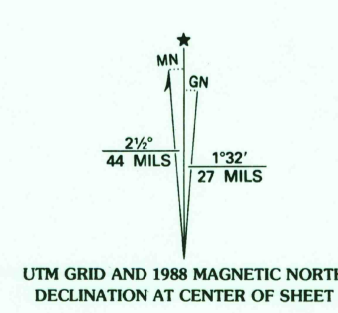 ★
MN
GN
2½°
44 MILS
1°32′
27 MILS
UTM GRID AND 1988 MAGNETIC NORTH
DECLINATION AT CENTER OF SHEET